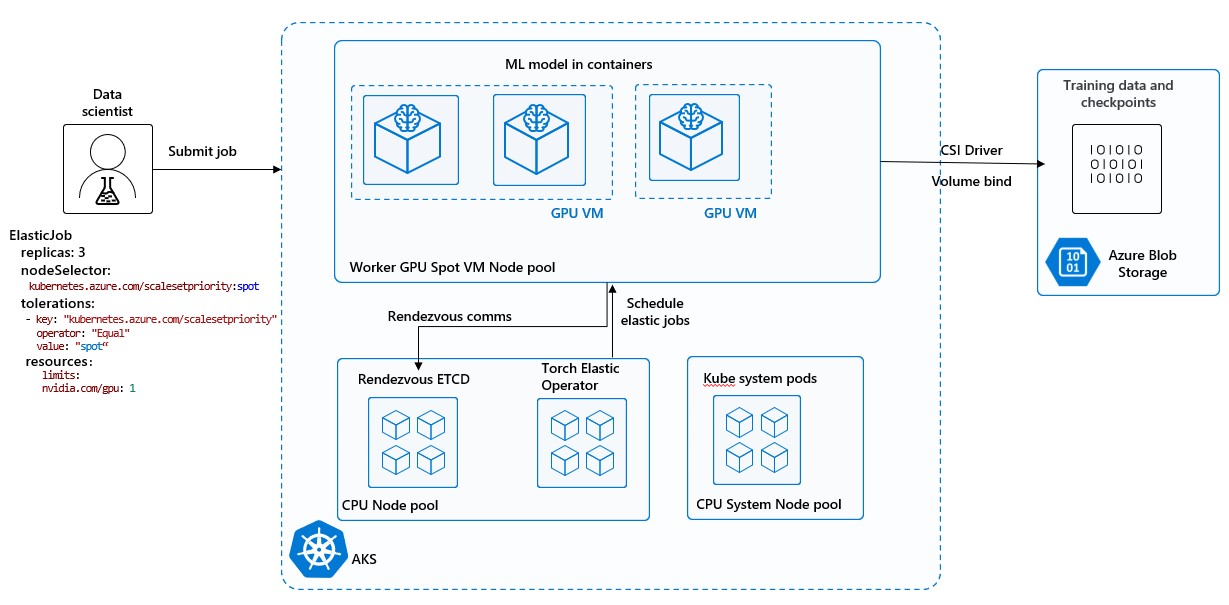 Data
scientist
Submit job
ElasticJob
replicas: 3
nodeSelector:
kubernetes.azure.com/scalesetpriority:spot
tolerations:
- key: "kubernetes.azure.com/scalesetpriority"
operator: "Equal"
value: "spot“
resources:
limits:
nvidia.com/gpu: 1
ML model in containers
GPU VM
GPU VM
Worker GPU Spot VM Node pool
Rendezvous comms
Schedule
elastic jobs
Rendezvous ETCD
Torch Elastic
Operator
CPU Node pool
Kube system pods
CPU System Node pool
AKS
CSI Driver
Volume bind
Training data and
checkpoints
IOIOIO
OIOIOI
IOIOIO
10
01
Azure Blob
Storage